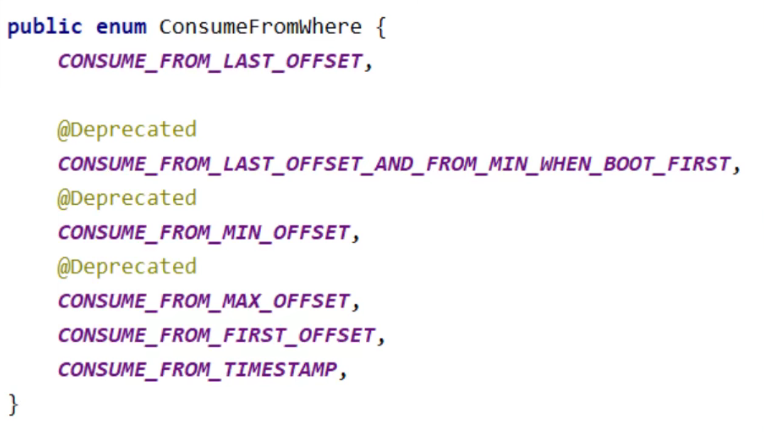 public enum ConsumeFromWhere {
    CONSUME_FROM_LAST_OFFSET,

    @Deprecated
    CONSUME_FROM_LAST_OFFSET_AND_FROM_MIN_WHEN_BOOT_FIRST,
    @Deprecated
    CONSUME_FROM_MIN_OFFSET,
    @Deprecated
    CONSUME_FROM_MAX_OFFSET,
    CONSUME_FROM_FIRST_OFFSET,
    CONSUME_FROM_TIMESTAMP,
}